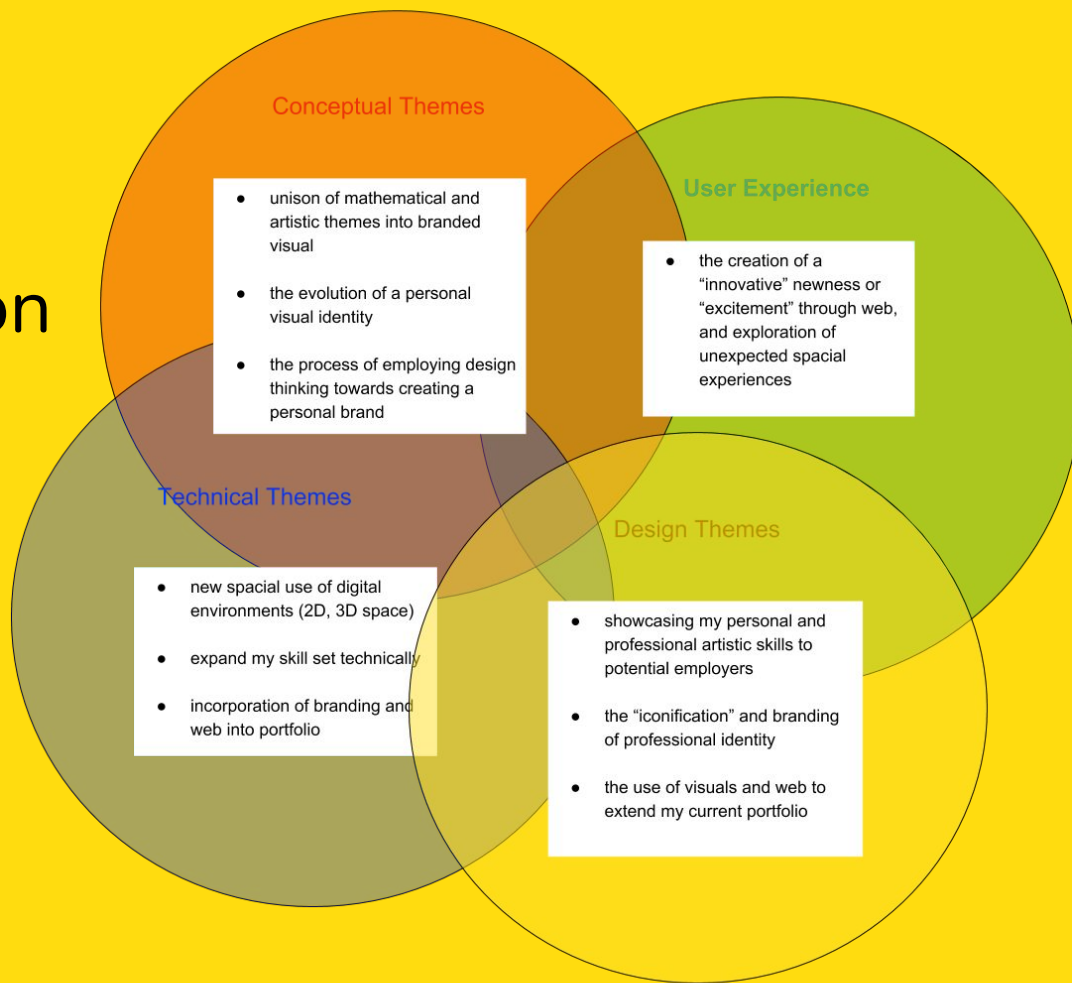 on
Conceptual Themes
● unison of mathematical and
artistic themes into branded
visual
● the evolution of a personal
visual identity
● the process of employing design
thinking towards creating a
personal brand
User Experience
● the creation of a
“innovative” newness or
“excitement” through web,
and exploration of
unexpected spacial
experiences
Technical Themes
● new spacial use of digital
environments (2D, 3D space)
● expand my skill set technically
● incorporation of branding and
web into portfolio
Design Themes
● showcasing my personal and
professional artistic skills to
potential employers
● the “iconification” and branding
of professional identity
● the use of visuals and web to
extend my current portfolio